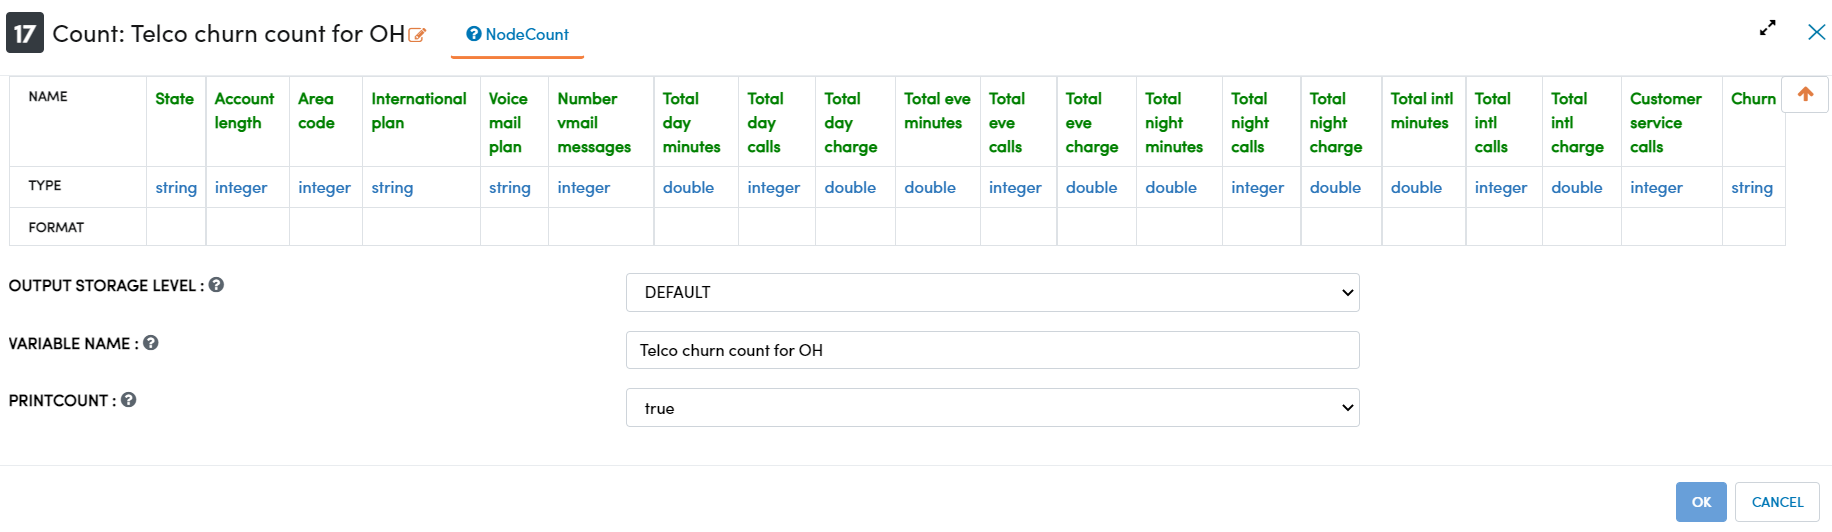 17 Count: Telco churn count for OH NodeCount
NAME State Account length Area code International plan Voice mail plan Number vmail messages Total day minutes Total day calls Total day charge Total eve minutes Total eve calls Total eve charge Total night minutes Total night calls Total night charge Total intl minutes Total intl calls Total intl charge Customer service calls Churn
TYPE string integer integer string string integer double integer double double integer double double integer double double integer double integer string
FORMAT
OUTPUT STORAGE LEVEL : DEFAULT
VARIABLE NAME : Telco churn count for OH
PRINTCOUNT : true
OK CANCEL